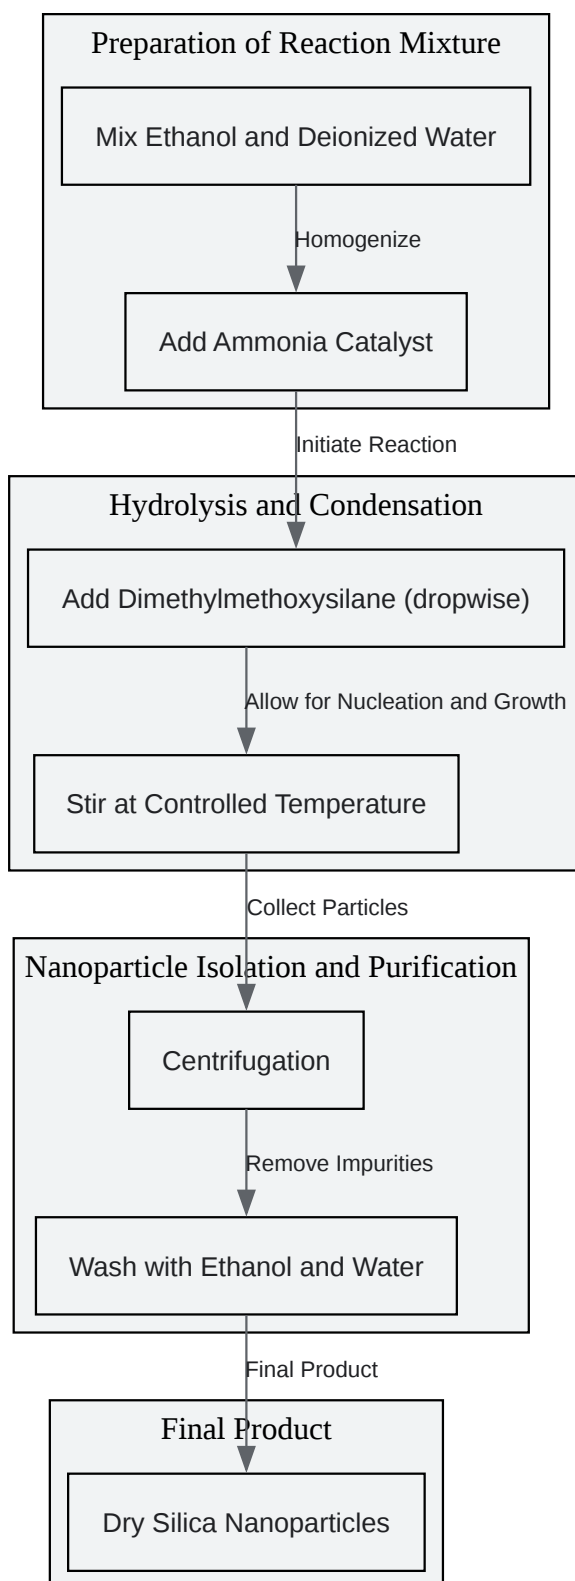 Preparation of Reaction Mixture
Mix Ethanol and Deionized Water
Homogenize
Add Ammonia Catalyst
Initiate Reaction
Hydrolysis and Condensation
Add Dimethylmethoxysilane (dropwise)
Allow for Nucleation and Growth
Stir at Controlled Temperature
Collect Particles
Nanoparticle Isolation and Purification
Centrifugation
Remove Impurities
Wash with Ethanol and Water
Final Product
Final Product
Dry Silica Nanoparticles